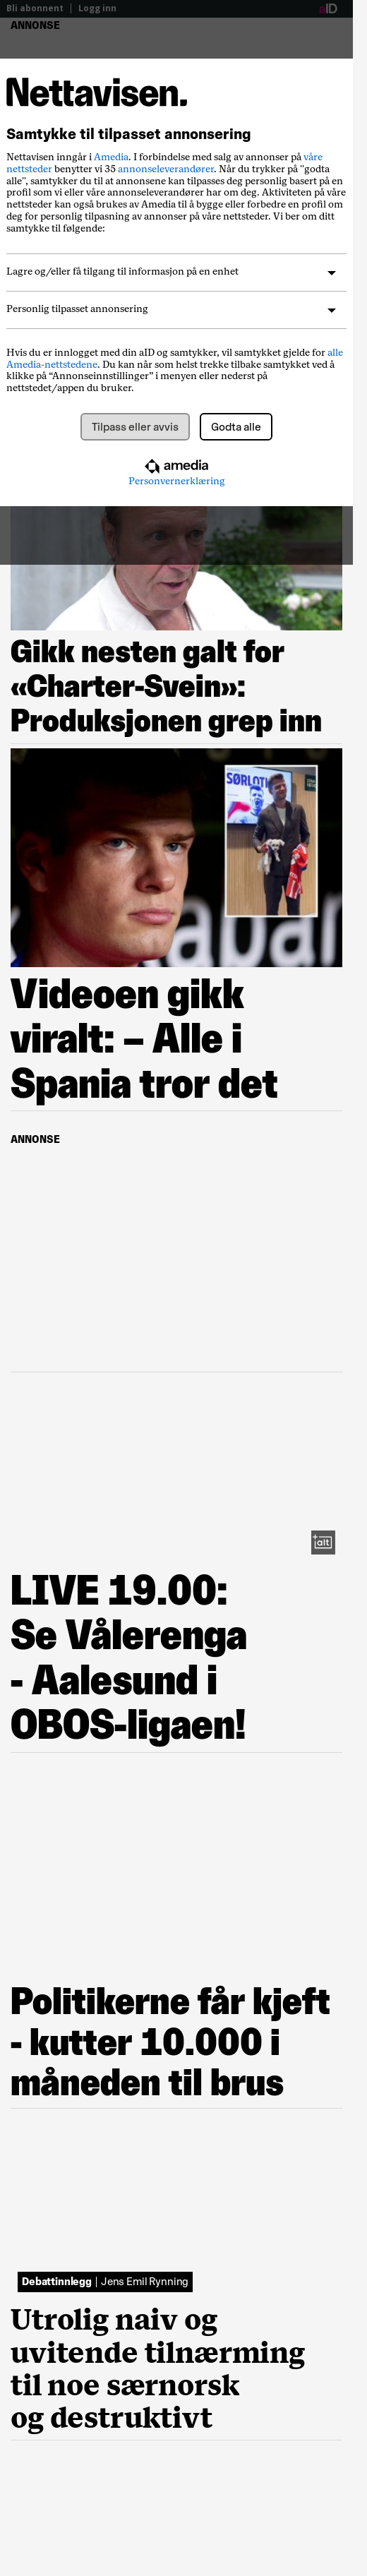 Bli abonnent | Logg inn
aID
ANNONSE
Nettavisen.
Samtykke til tilpasset annonsering
Nettavisen inngår i Amedia. I forbindelse med salg av annonser på våre
nettsteder benytter vi 35 annonseleverandører. Når du trykker på "godta
alle", samtykker du til at annonsene kan tilpasses deg personlig basert på en
profil som vi eller våre annonseleverandører har om deg. Aktiviteten på våre
nettsteder kan også brukes av Amedia til å bygge eller forbedre en profil om
deg for personlig tilpasning av annonser på våre nettsteder. Vi ber om ditt
samtykke til følgende:
Lagre og/eller få tilgang til informasjon på en enhet
Personlig tilpasset annonsering
Hvis du er innlogget med din aID og samtykker, vil samtykket gjelde for alle
Amedia-nettstedene. Du kan når som helst trekke tilbake samtykket ved å
klikke på “Annonseinnstillinger” i menyen eller nederst på
nettstedet/appen du bruker.
Tilpass eller avvis
Godta alle
amedia
Personvernerklæring
Gikk nesten galt for
«Charter-Svein»:
Produksjonen grep inn
SØRLOTH
Videoen gikk
viralt: – Alle i
Spania tror det
ANNONSE
+alt
LIVE 19.00:
Se Vålerenga
- Aalesund i
OBOS-ligaen!
Politikerne får kjeft
- kutter 10.000 i
måneden til brus
Debattinnlegg | Jens Emil Rynning
Utrolig naiv og
uvitende tilnærming
til noe særnorsk
og destruktivt